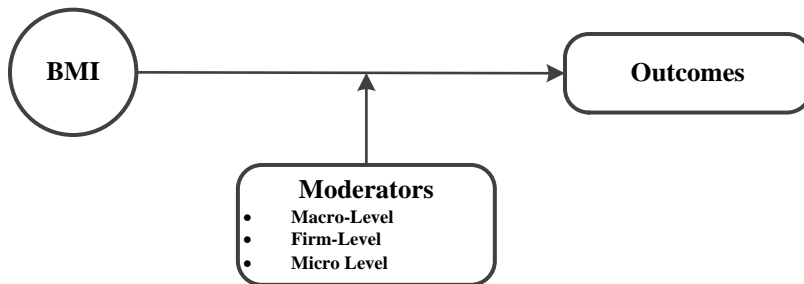 BMI
Outcomes
Moderators
• Macro-Level
• Firm-Level
• Micro Level